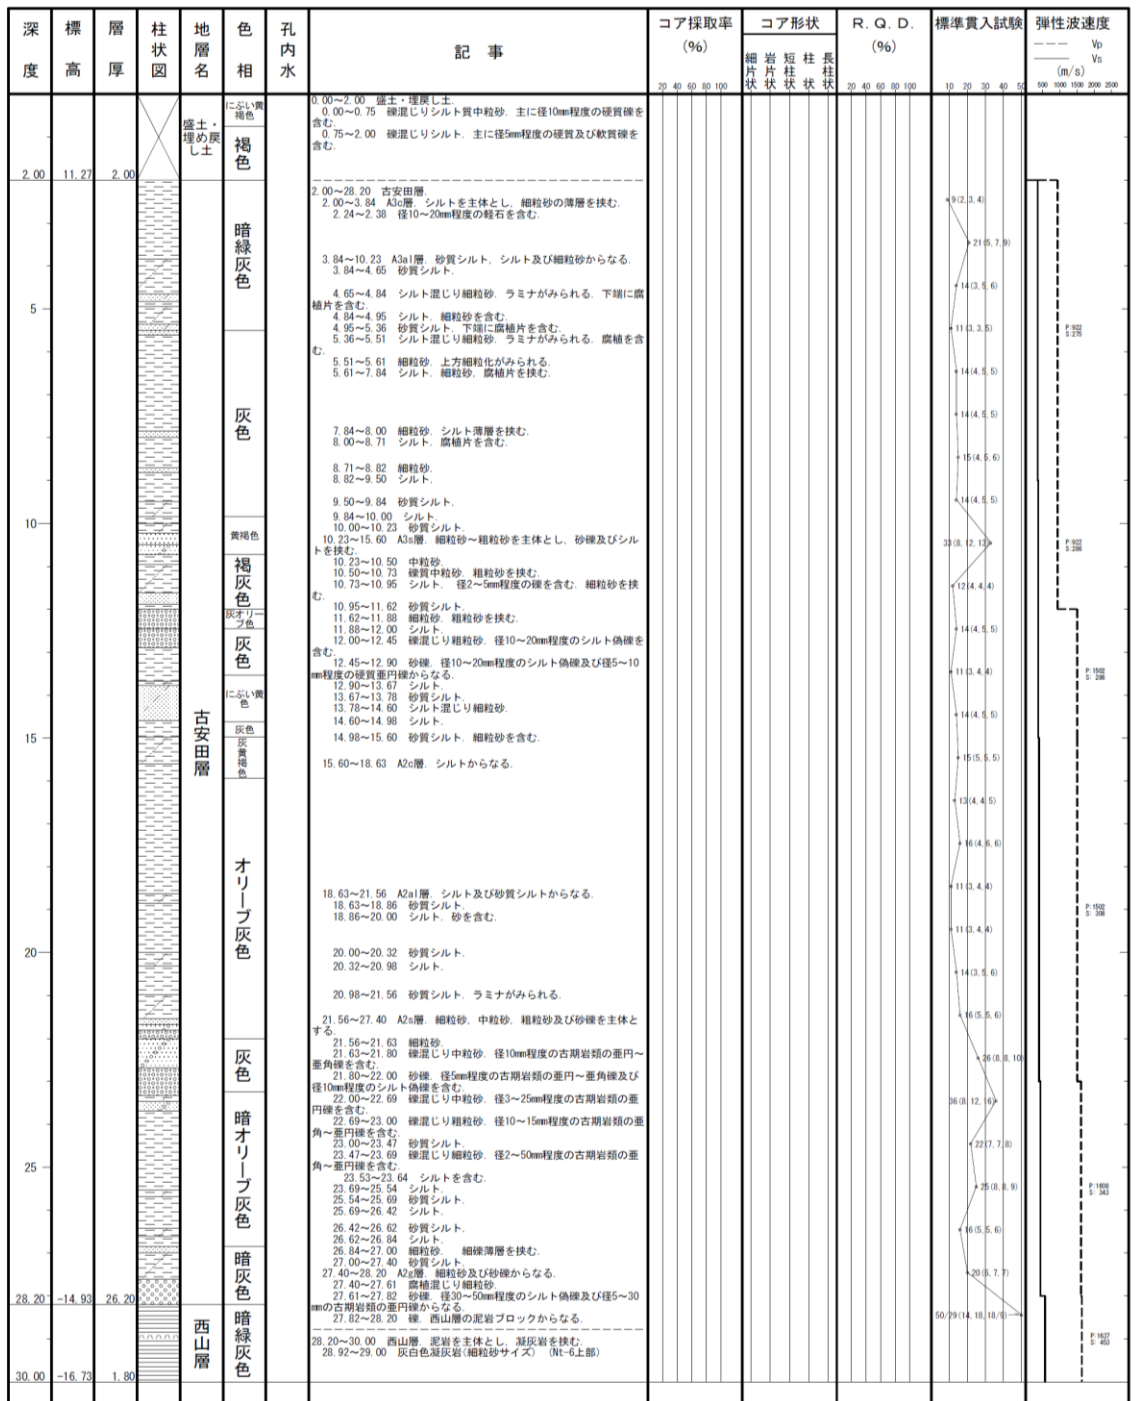 深度
標高
層厚
柱状図
地層名
色相
孔内水
記事
コア採取率
(%)
コア形状
細片状
岩片状
短柱状
柱状
長柱状
R. Q. D.
(%)
標準貫入試験
弾性波速度
Vp
Vs
(m/s)
20 40 60 80 100
20 40 60 80 100
10 20 30 40 50
500 1000 1500 2000 2500
2.00 11.27 2.00
5
10
15
20
25
28.20 -14.93 26.20
30.00 -16.73 1.80
盛土・埋め戻し土
古安田層
西山層
にぶい黄褐色
褐色
暗緑灰色
灰色
黄褐色
褐灰色
灰オリーブ色
灰色
にぶい黄色
灰色
灰黄褐色
オリーブ灰色
灰色
暗オリーブ灰色
暗灰色
暗緑灰色
0.00～2.00 盛土・埋戻し土.
0.00～0.75 礫混じりシルト質中粒砂. 主に径10mm程度の硬質礫を
含む.
0.75～2.00 礫混じりシルト. 主に径5mm程度の硬質及び軟質礫を
含む.
2.00～28.20 古安田層.
2.00～3.84 A3c層. シルトを主体とし, 細粒砂の薄層を挟む.
2.24～2.38 径10～20mm程度の軽石を含む.
3.84～10.23 A3al層. 砂質シルト, シルト及び細粒砂からなる.
3.84～4.65 砂質シルト.
4.65～4.84 シルト混じり細粒砂. ラミナがみられる. 下端に腐
植片を含む.
4.84～4.95 シルト. 細粒砂を含む.
4.95～5.36 砂質シルト. 下端に腐植片を含む.
5.36～5.51 シルト混じり細粒砂. ラミナがみられる. 腐植を含
む.
5.51～5.61 細粒砂. 上方細粒化がみられる.
5.61～7.84 シルト. 細粒砂, 腐植片を挟む.
7.84～8.00 細粒砂. シルト薄層を挟む.
8.00～8.71 シルト. 腐植片を含む.
8.71～8.82 細粒砂.
8.82～9.50 シルト.
9.50～9.84 砂質シルト.
9.84～10.00 シルト.
10.00～10.23 砂質シルト.
10.23～15.60 A3s層. 細粒砂～粗粒砂を主体とし, 砂礫及びシル
トを挟む.
10.23～10.50 中粒砂.
10.50～10.73 礫質中粒砂. 粗粒砂を挟む.
10.73～10.95 シルト. 径2～5mm程度の礫を含む. 細粒砂を挟
む.
10.95～11.62 砂質シルト.
11.62～11.88 細粒砂. 粗粒砂を挟む.
11.88～12.00 シルト.
12.00～12.45 礫混じり粗粒砂. 径10～20mm程度のシルト偽礫を
含む.
12.45～12.90 砂礫. 径10～20mm程度のシルト偽礫及び径5～10
mm程度の硬質亜円礫からなる.
12.90～13.67 シルト.
13.67～13.78 砂質シルト.
13.78～14.60 シルト混じり細粒砂.
14.60～14.98 シルト.
14.98～15.60 砂質シルト. 細粒砂を含む.
15.60～18.63 A2c層. シルトからなる.
18.63～21.56 A2al層. シルト及び砂質シルトからなる.
18.63～18.86 砂質シルト.
18.86～20.00 シルト. 砂を含む.
20.00～20.32 砂質シルト.
20.32～20.98 シルト.
20.98～21.56 砂質シルト. ラミナがみられる.
21.56～27.40 A2s層. 細粒砂, 中粒砂, 粗粒砂及び砂礫を主体と
する.
21.56～21.63 細粒砂.
21.63～21.80 礫混じり中粒砂. 径10mm程度の古期岩類の亜円～
亜角礫を含む.
21.80～22.00 砂礫. 径5mm程度の古期岩類の亜円～亜角礫及び
径10mm程度のシルト偽礫を含む.
22.00～22.69 礫混じり中粒砂. 径3～25mm程度の古期岩類の亜
円礫を含む.
22.69～23.00 礫混じり粗粒砂. 径10～15mm程度の古期岩類の亜
角～亜円礫を含む.
23.00～23.47 砂質シルト.
23.47～23.69 礫混じり細粒砂. 径2～50mm程度の古期岩類の亜
角～亜円礫を含む.
23.53～23.64 シルトを含む.
23.69～25.54 シルト.
25.54～25.69 砂質シルト.
25.69～26.42 シルト.
26.42～26.62 砂質シルト.
26.62～26.84 シルト.
26.84～27.00 細粒砂. 細礫薄層を挟む.
27.00～27.40 砂質シルト.
27.40～28.20 A2g層. 細粒砂及び砂礫からなる.
27.40～27.61 腐植混じり細粒砂.
27.61～27.82 砂礫. 径30～50mm程度のシルト偽礫及び径5～30
mmの古期岩類の亜円礫からなる.
27.82～28.20 礫. 西山層の泥岩ブロックからなる.
28.20～30.00 西山層. 泥岩を主体とし, 凝灰岩を挟む.
28.92～29.00 灰白色凝灰岩(細粒砂サイズ) (Nt-6上部)
9(2, 3, 4)
21(5, 7, 9)
14(3, 5, 6)
11(3, 3, 5)
14(4, 5, 5)
14(4, 5, 5)
15(4, 5, 6)
14(4, 5, 5)
33(8, 12, 13)
12(4, 4, 4)
14(4, 5, 5)
11(3, 4, 4)
14(4, 5, 5)
15(5, 5, 5)
13(4, 4, 5)
16(4, 6, 6)
11(3, 4, 4)
11(3, 4, 4)
14(3, 5, 6)
16(5, 5, 6)
26(8, 8, 10)
36(8, 12, 16)
22(7, 7, 8)
25(8, 8, 9)
16(5, 5, 6)
20(6, 7, 7)
50/29(14, 18, 18/9)
P:922
S:275
P:922
S:286
P:1502
S: 286
P:1502
S: 308
P:1608
S: 343
P:1627
S: 453